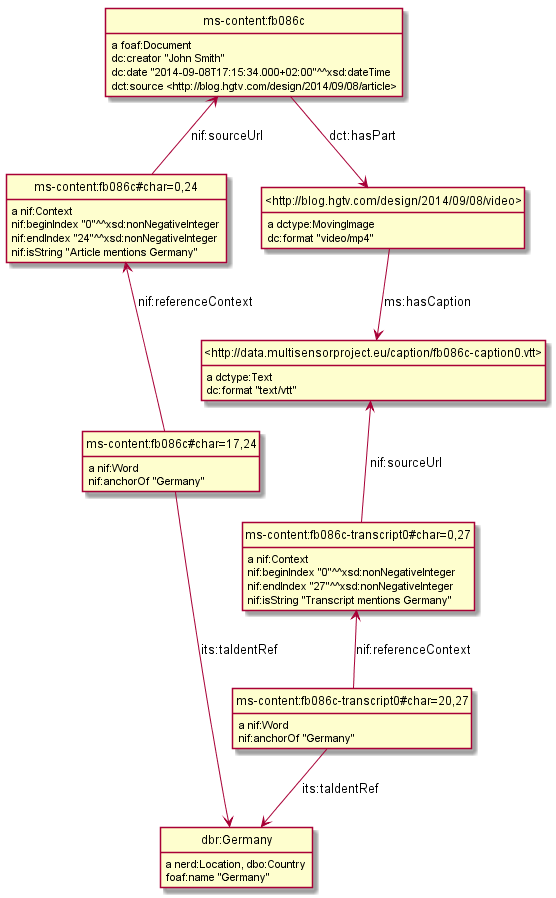 ms-content:fb086c
a foaf:Document
dc:creator "John Smith"
dc:date "2014-09-08T17:15:34.000+02:00"^^xsd:dateTime
dct:source <http://blog.hgtv.com/design/2014/09/08/article>
nif:sourceUrl
dct:hasPart
ms-content:fb086c#char=0,24
a nif:Context
nif:beginIndex "0"^^xsd:nonNegativeInteger
nif:endIndex "24"^^xsd:nonNegativeInteger
nif:isString "Article mentions Germany"
<http://blog.hgtv.com/design/2014/09/08/video>
a dctype:MovingImage
dc:format "video/mp4"
nif:referenceContext
ms:hasCaption
<http://data.multisensorproject.eu/caption/fb086c-caption0.vtt>
a dctype:Text
dc:format "text/vtt"
ms-content:fb086c#char=17,24
a nif:Word
nif:anchorOf "Germany"
nif:sourceUrl
ms-content:fb086c-transcript0#char=0,27
a nif:Context
nif:beginIndex "0"^^xsd:nonNegativeInteger
nif:endIndex "27"^^xsd:nonNegativeInteger
nif:isString "Transcript mentions Germany"
its:taIdentRef
nif:referenceContext
ms-content:fb086c-transcript0#char=20,27
a nif:Word
nif:anchorOf "Germany"
its:taIdentRef
dbr:Germany
a nerd:Location, dbo:Country
foaf:name "Germany"